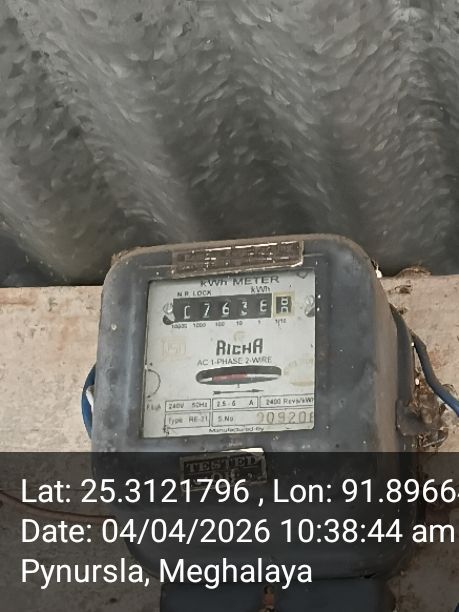 kWh METER
N.R. LOCK kWh
10000 1000 100 10 1 1/10
RICHA
AC 1-PHASE 2-WIRE
240V 50Hz 2.5-5 A 2400 Revs/kWh
Type RE-21 S.No.
Manufactured by
TESTED
Lat: 25.3121796 , Lon: 91.8966
Date: 04/04/2026 10:38:44 am
Pynursla, Meghalaya